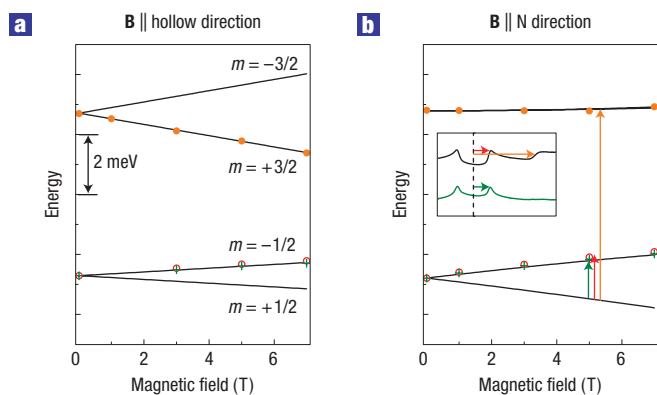 a
B || hollow direction
Energy
m = −3/2
2 meV
m = +3/2
m = −1/2
m = +1/2
0 2 4 6
Magnetic field (T)
b
B || N direction
Energy
0 2 4 6
Magnetic field (T)